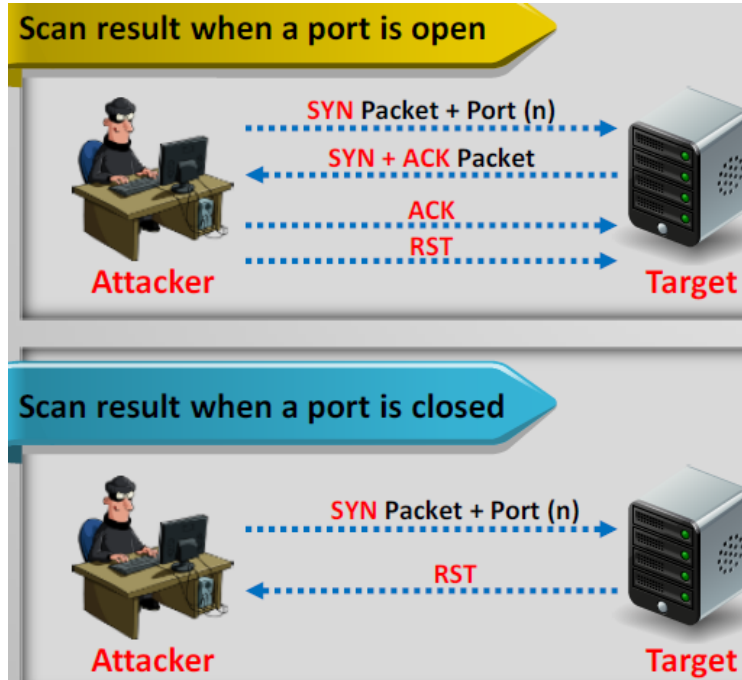 Scan result when a port is open
SYN Packet + Port (n)
SYN + ACK Packet
ACK
RST
Attacker
Target
Scan result when a port is closed
SYN Packet + Port (n)
RST
Attacker
Target